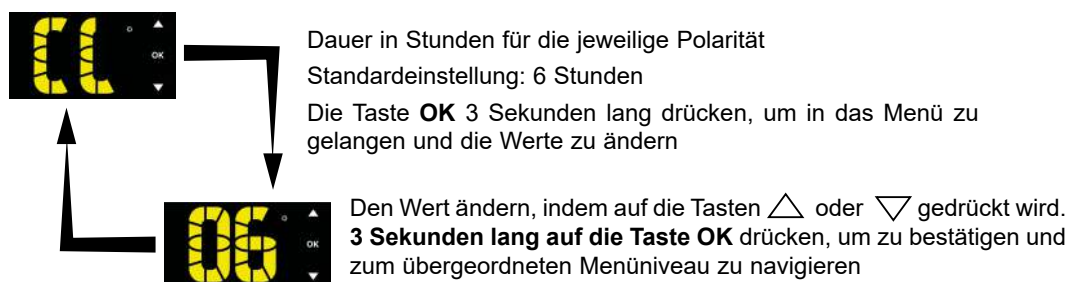 CL
OK
Dauer in Stunden für die jeweilige Polarität
Standardeinstellung: 6 Stunden
Die Taste OK 3 Sekunden lang drücken, um in das Menü zu
gelangen und die Werte zu ändern
06
OK
Den Wert ändern, indem auf die Tasten △ oder ▽ gedrückt wird.
3 Sekunden lang auf die Taste OK drücken, um zu bestätigen und
zum übergeordneten Menüniveau zu navigieren